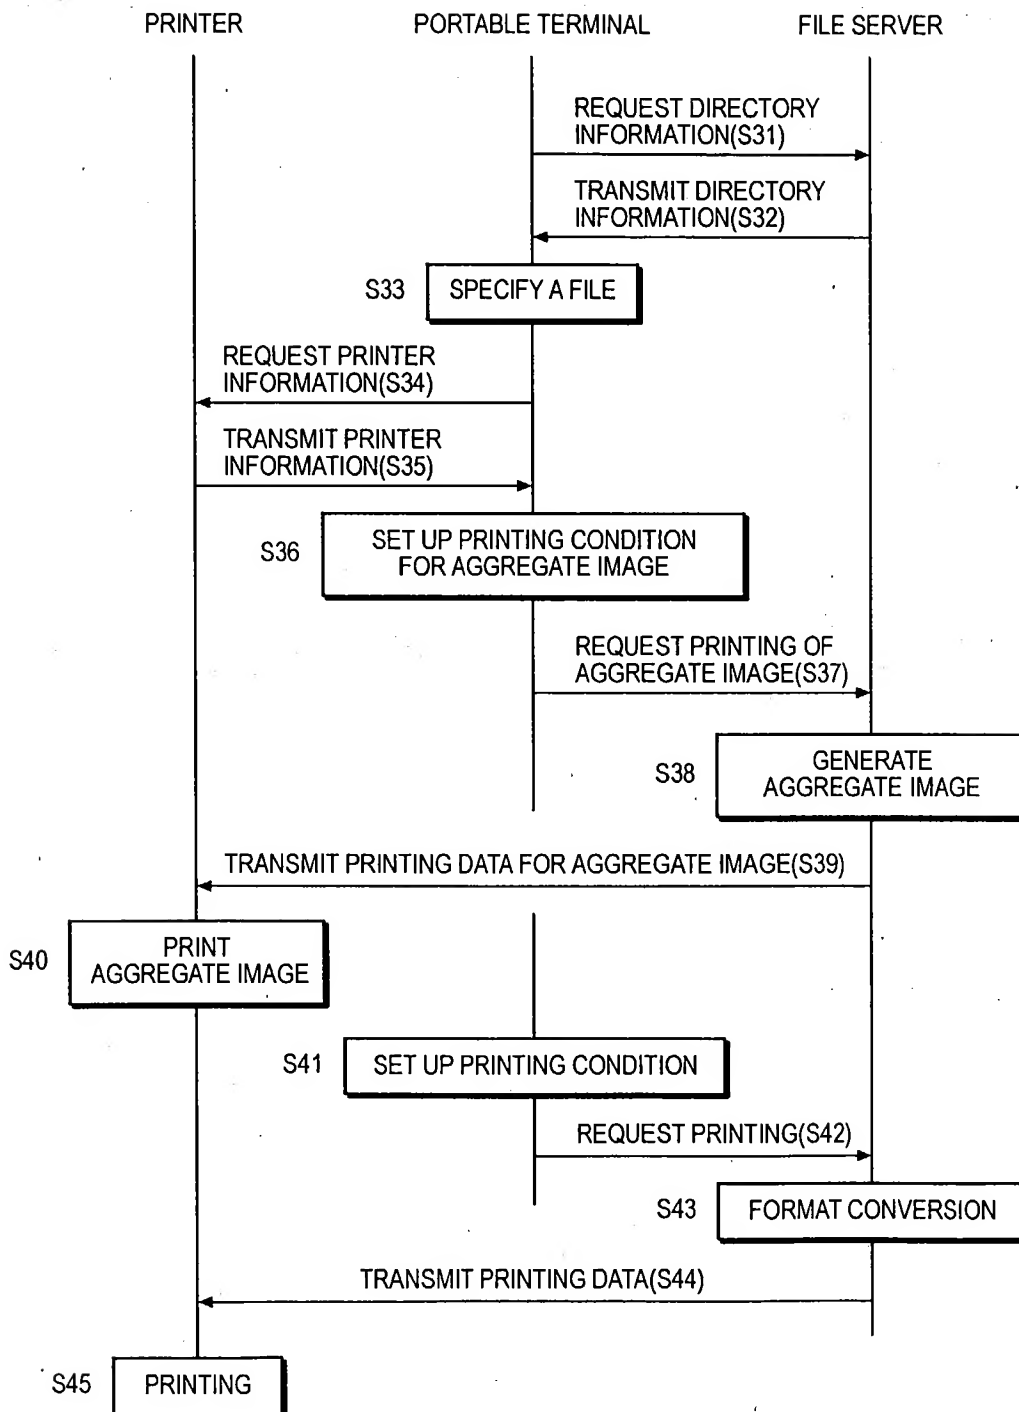 PRINTER
PORTABLE TERMINAL
FILE SERVER
REQUEST DIRECTORY
INFORMATION(S31)
TRANSMIT DIRECTORY
INFORMATION(S32)
S33
SPECIFY A FILE
REQUEST PRINTER
INFORMATION(S34)
TRANSMIT PRINTER
INFORMATION(S35)
S36
SET UP PRINTING CONDITION
FOR AGGREGATE IMAGE
REQUEST PRINTING OF
AGGREGATE IMAGE(S37)
S38
GENERATE
AGGREGATE IMAGE
TRANSMIT PRINTING DATA FOR AGGREGATE IMAGE(S39)
S40
PRINT
AGGREGATE IMAGE
S41
SET UP PRINTING CONDITION
REQUEST PRINTING(S42)
S43
FORMAT CONVERSION
TRANSMIT PRINTING DATA(S44)
S45
PRINTING